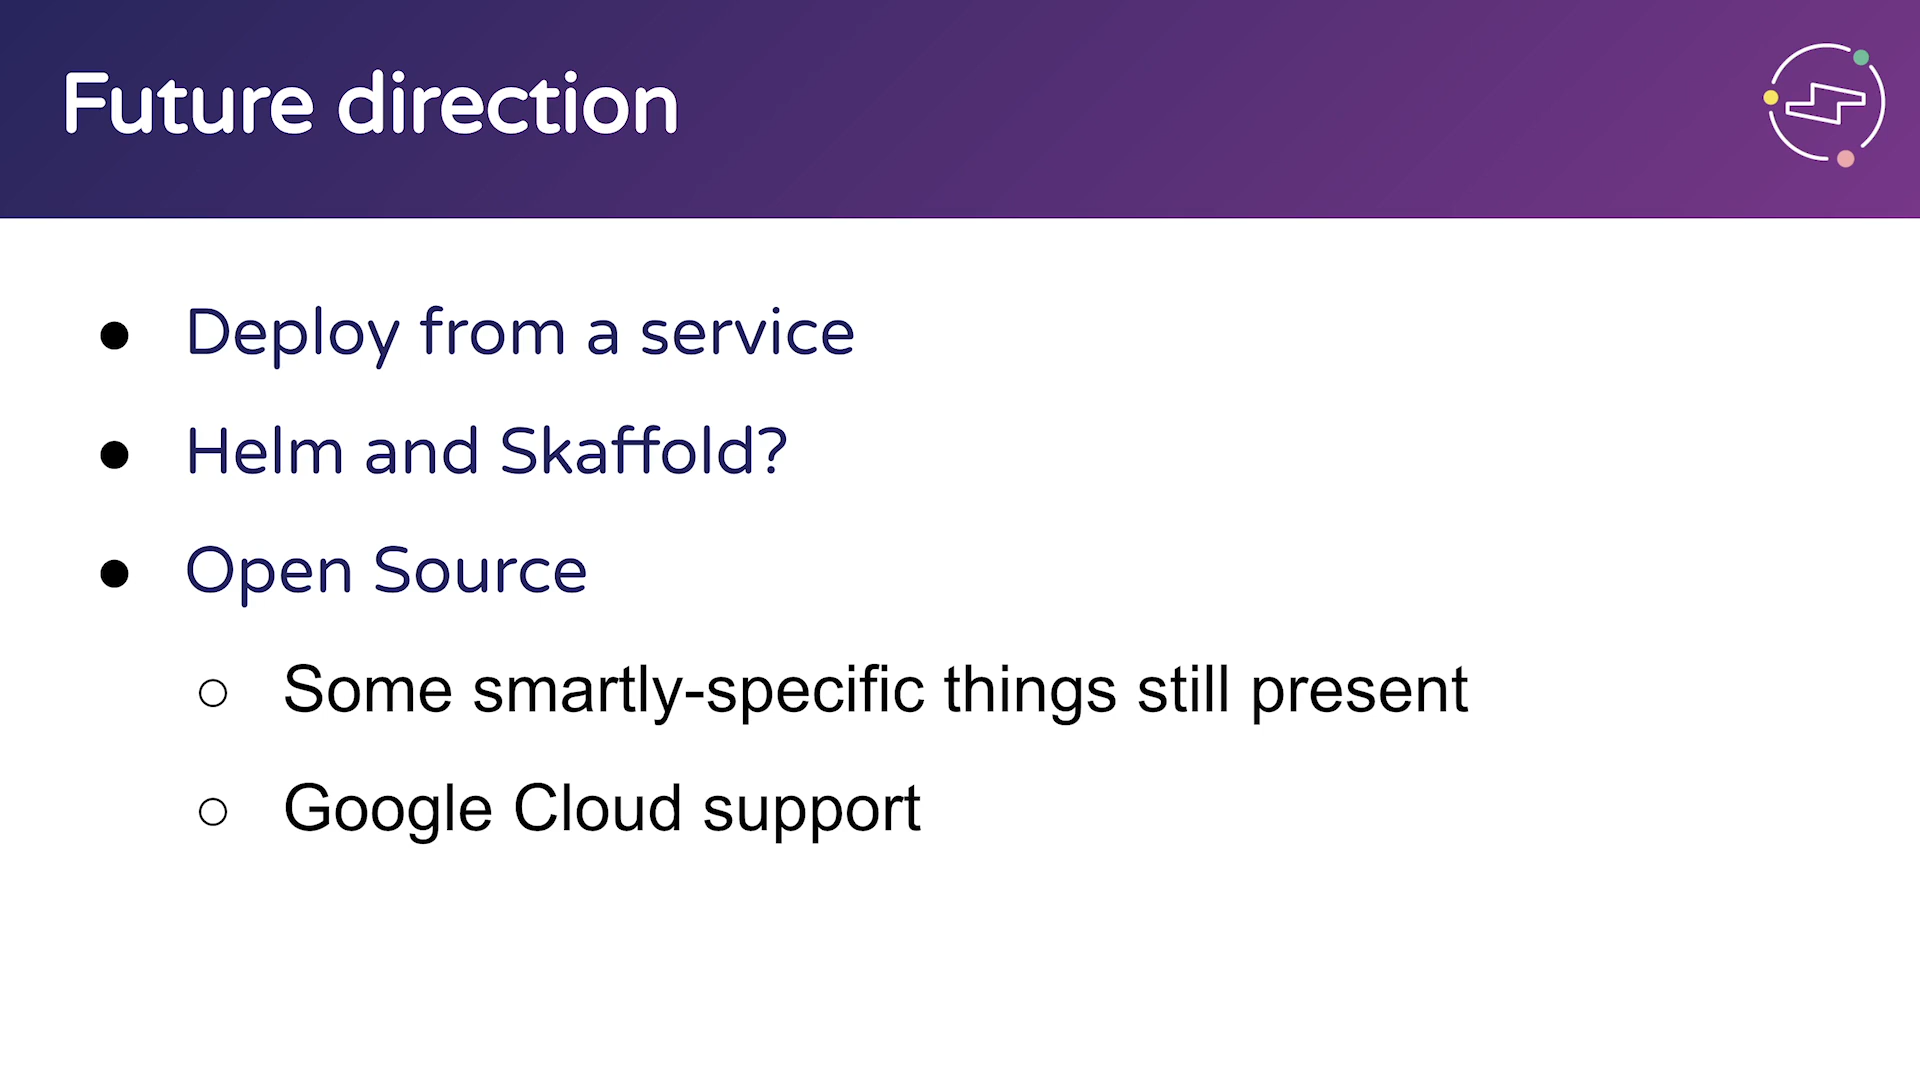 Future direction
Deploy from a service
Helm and Skaffold?
Open Source
Some smartly-specific things still present
Google Cloud support